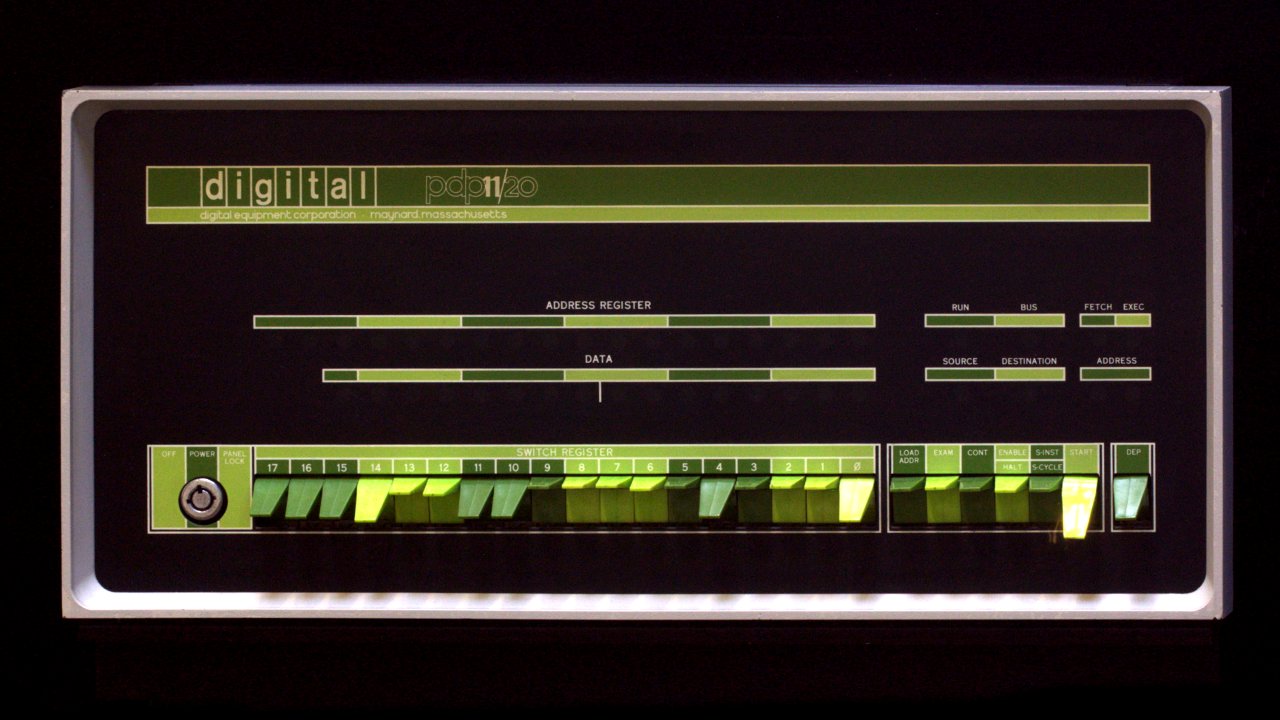 digital pdp11/20
digital equipment corporation · maynard, massachusetts
ADDRESS REGISTER
RUN BUS FETCH EXEC
DATA
SOURCE DESTINATION ADDRESS
OFF POWER PANEL LOCK
SWITCH REGISTER
17 16 15 14 13 12 11 10 9 8 7 6 5 4 3 2 1 Ø
LOAD ADDR EXAM CONT ENABLE S-INST START DEP
HALT S-CYCLE